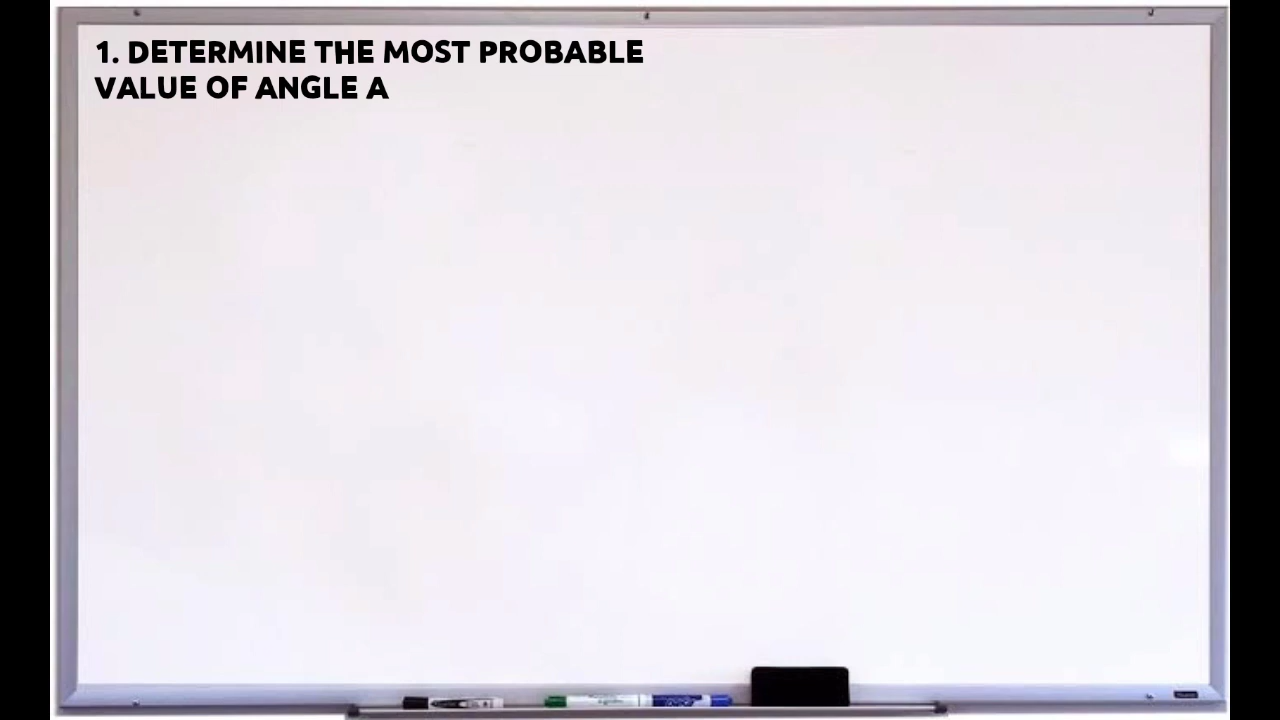 1. DETERMINE THE MOST PROBABLE
VALUE OF ANGLE A